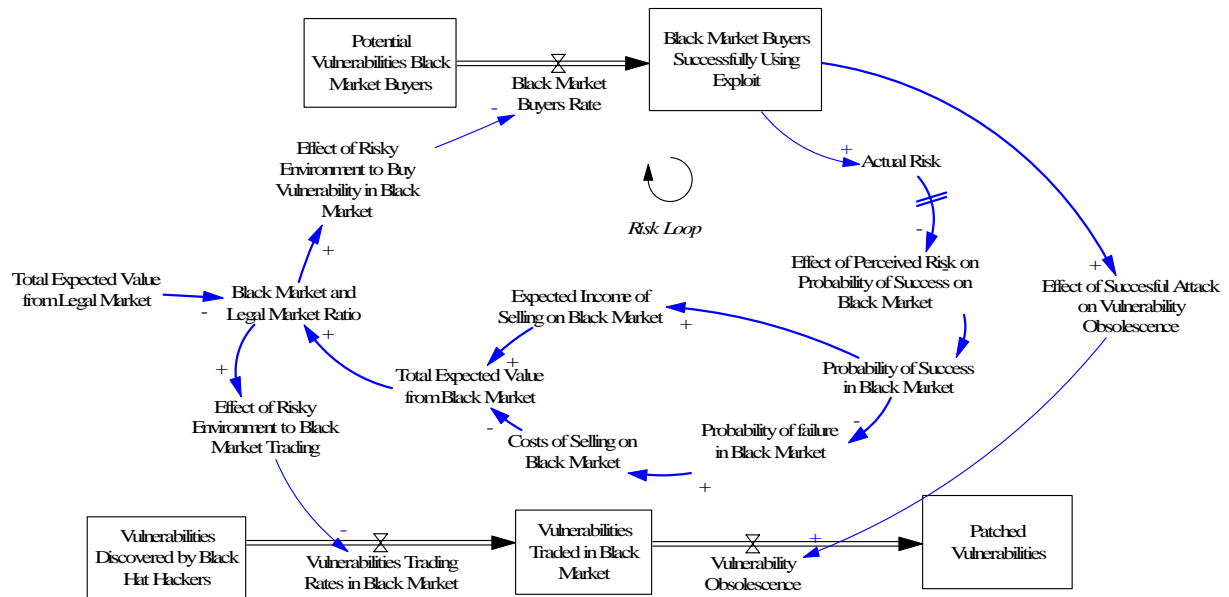 Potential
Vulnerabilities Black
Market Buyers
Black Market Buyers
Successfully Using
Exploit
Black Market
Buyers Rate
-
Effect of Risky
Environment to Buy
Vulnerability in Black
Market
+
Actual Risk
Risk Loop
-
Effect of Perceived Risk on
Probability of Success on
Black Market
-
+
Effect of Succesful Attack
on Vulnerability
Obsolescence
+
Total Expected Value
from Legal Market
-
Black Market and
Legal Market Ratio
+
+
Expected Income of
Selling on Black Market
+
+
Total Expected Value
from Black Market
-
Probability of Success
in Black Market
-
Effect of Risky
Environment to Black
Market Trading
Costs of Selling on
Black Market
Probability of failure
in Black Market
+
Vulnerabilities
Discovered by Black
Hat Hackers
-
Vulnerabilities Trading
Rates in Black Market
Vulnerabilities
Traded in Black
Market
+
Vulnerability
Obsolescence
Patched
Vulnerabilities